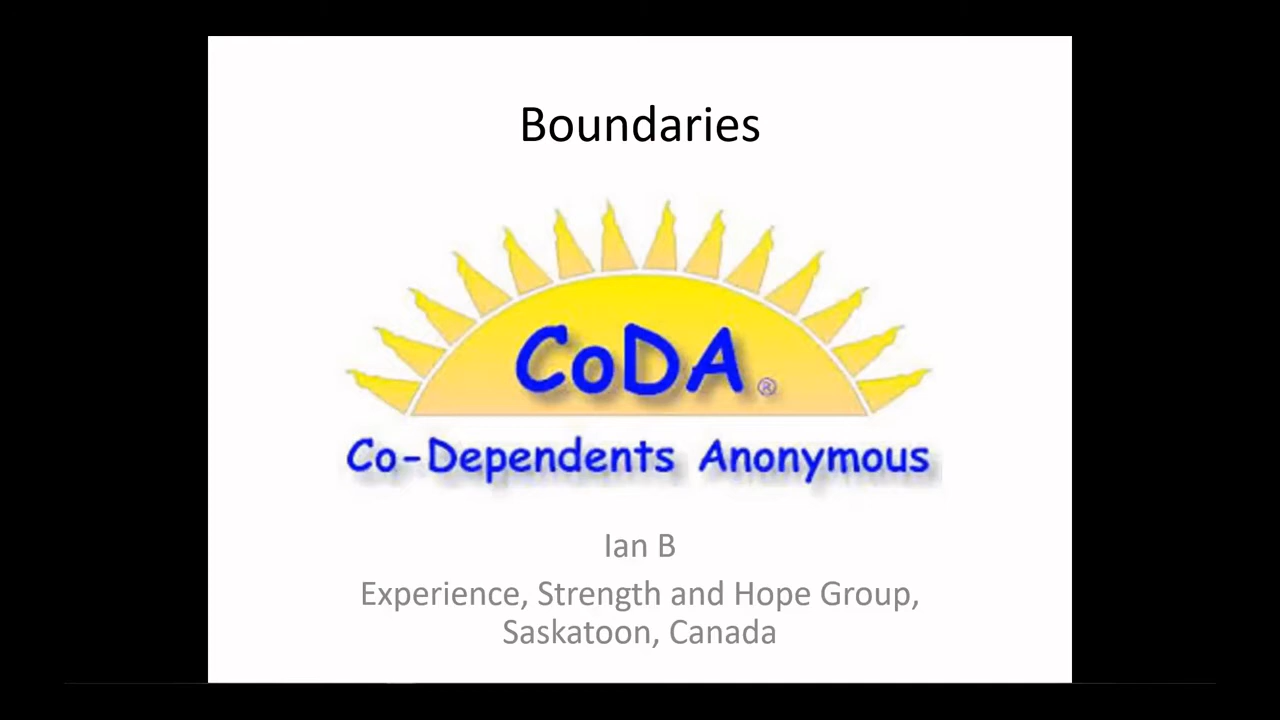 Boundaries
CoDA®
Co-Dependents Anonymous
Ian B
Experience, Strength and Hope Group,
Saskatoon, Canada